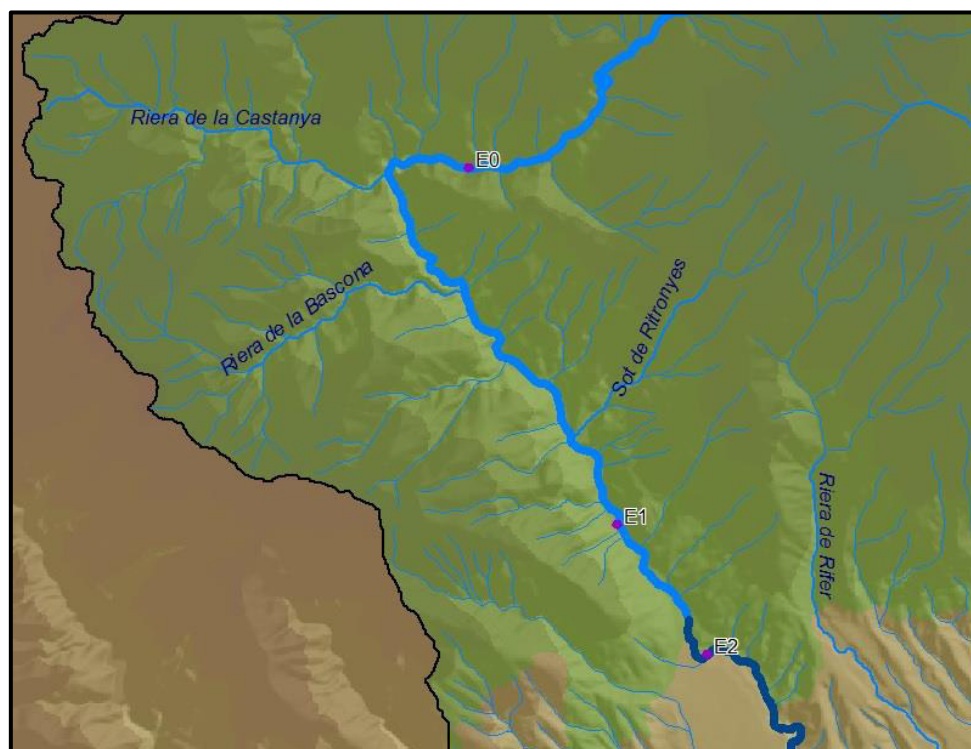 Riera de la Castanya
E0
Riera de la Bascona
Sot de Ritronyes
Riera de Rifer
E1
E2